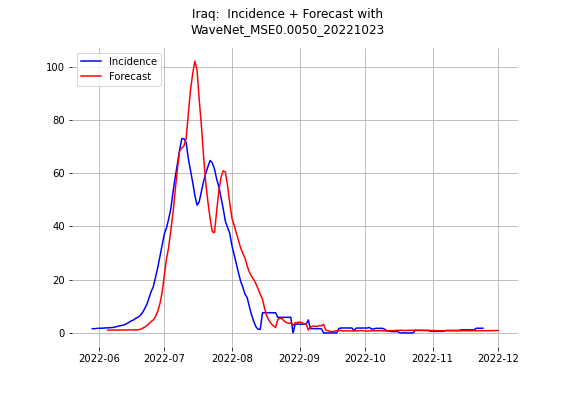 Iraq:  Incidence + Forecast with
WaveNet_MSE0.0050_20221023
Incidence
Forecast
100
80
60
40
20
0
2022-06 2022-07 2022-08 2022-09 2022-10 2022-11 2022-12